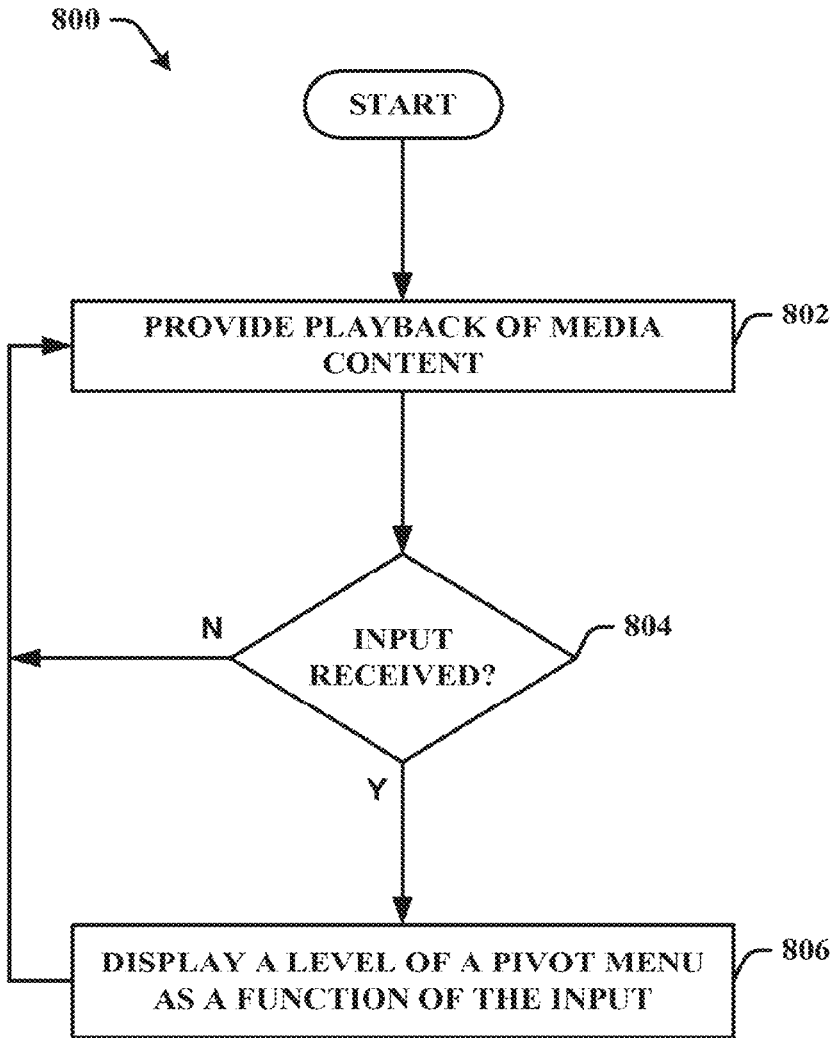 800
START
PROVIDE PLAYBACK OF MEDIA
CONTENT
802
N
INPUT
RECEIVED?
804
Y
DISPLAY A LEVEL OF A PIVOT MENU
AS A FUNCTION OF THE INPUT
806